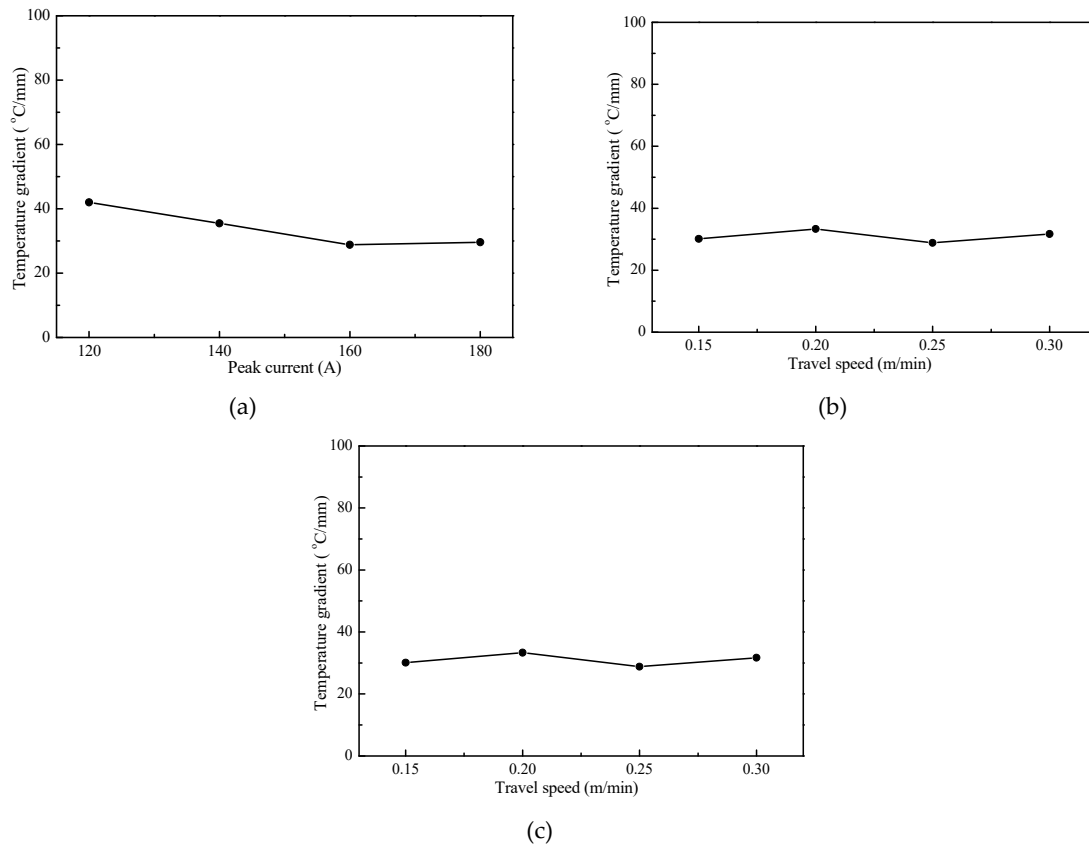 100
80
60
40
20
0
Temperature gradient ( °C/mm)
120 140 160 180
Peak current (A)
(a)
100
80
60
40
20
0
Temperature gradient ( °C/mm)
0.15 0.20 0.25 0.30
Travel speed (m/min)
(b)
100
80
60
40
20
0
Temperature gradient ( °C/mm)
0.15 0.20 0.25 0.30
Travel speed (m/min)
(c)